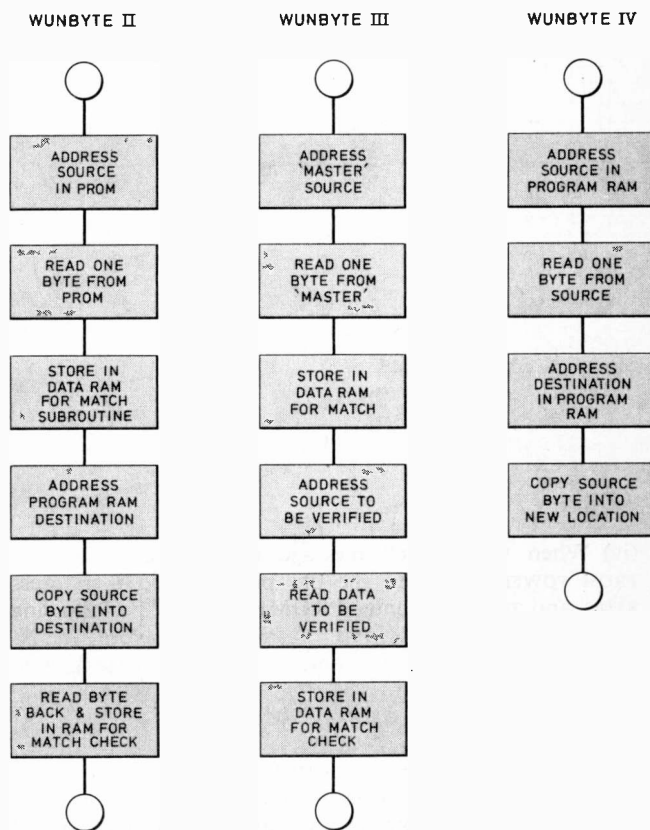 WUNBYTE II
ADDRESS
SOURCE
IN PROM
READ ONE
BYTE FROM
PROM
STORE IN
DATA RAM
FOR MATCH
SUBROUTINE
ADDRESS
PROGRAM RAM
DESTINATION
COPY SOURCE
BYTE INTO
DESTINATION
READ BYTE
BACK & STORE
IN RAM FOR
MATCH CHECK
WUNBYTE III
ADDRESS
'MASTER'
SOURCE
READ ONE
BYTE FROM
'MASTER'
STORE IN
DATA RAM
FOR MATCH
ADDRESS
SOURCE TO
BE VERIFIED
READ DATA
TO BE
VERIFIED
STORE IN
DATA RAM
FOR MATCH
CHECK
WUNBYTE IV
ADDRESS
SOURCE IN
PROGRAM RAM
READ ONE
BYTE FROM
SOURCE
ADDRESS
DESTINATION
IN PROGRAM
RAM
COPY SOURCE
BYTE INTO
NEW LOCATION